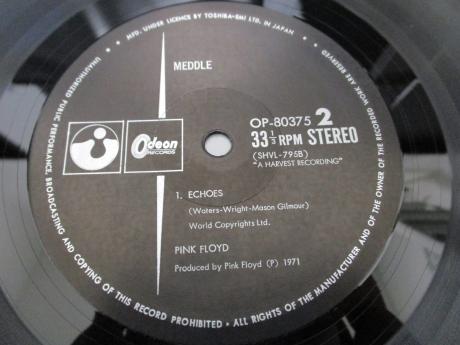 MFD. UNDER LICENCE BY TOSHIBA-EMI LTD. IN JAPAN
UNAUTHORIZED PUBLIC PERFORMANCE, BROADCASTING AND COPYING OF THIS RECORD PROHIBITED • ALL RIGHTS OF THE MANUFACTURER AND OF THE OWNER OF THE RECORDED WORK ARE RESERVED
MEDDLE
OP-80375 2
33 1/3 RPM STEREO
(SHVL-795B)
"A HARVEST RECORDING"
Odeon
RECORDS
1. ECHOES
(Waters-Wright-Mason Gilmour)
World Copyrights Ltd.
PINK FLOYD
Produced by Pink Floyd (P) 1971